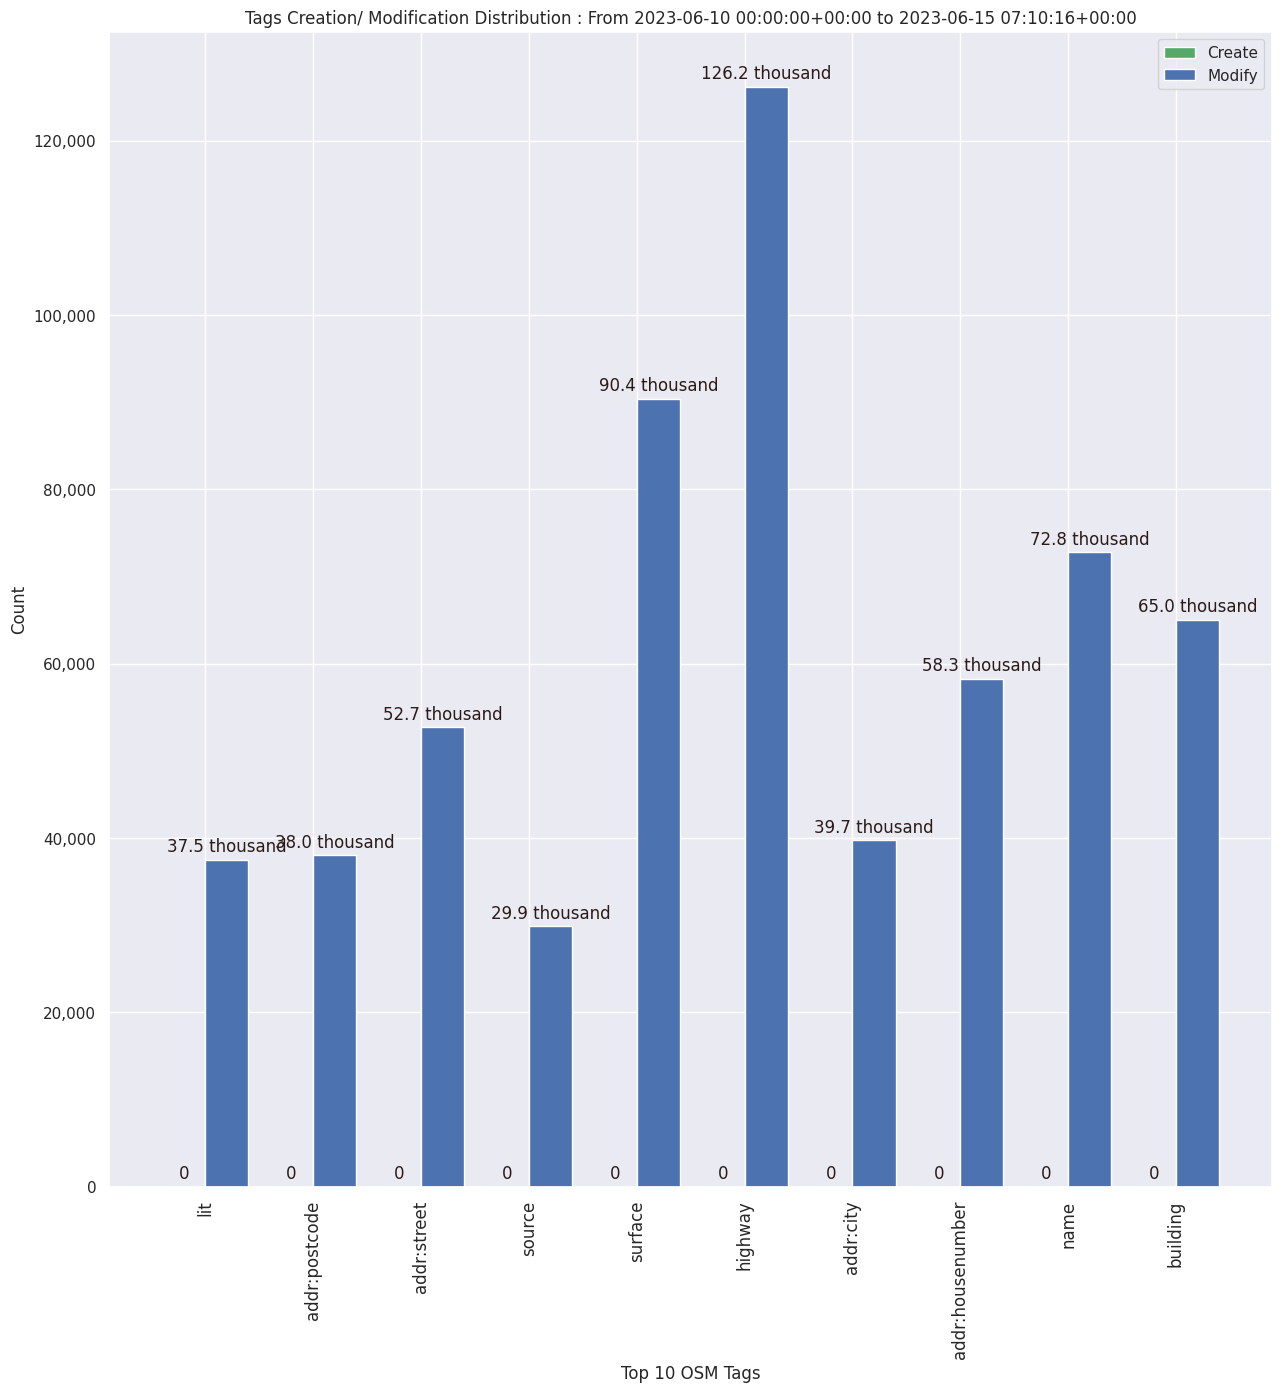 Tags Creation/ Modification Distribution : From 2023-06-10 00:00:00+00:00 to 2023-06-15 07:10:16+00:00
Create
Modify
126.2 thousand
120,000
100,000
90.4 thousand
80,000
72.8 thousand
65.0 thousand
60,000
58.3 thousand
52.7 thousand
40,000
39.7 thousand
37.5 thousand
38.0 thousand
29.9 thousand
20,000
0
0 0 0 0 0 0 0 0 0 0
Count
lit
addr:postcode
addr:street
source
surface
highway
addr:city
addr:housenumber
name
building
Top 10 OSM Tags